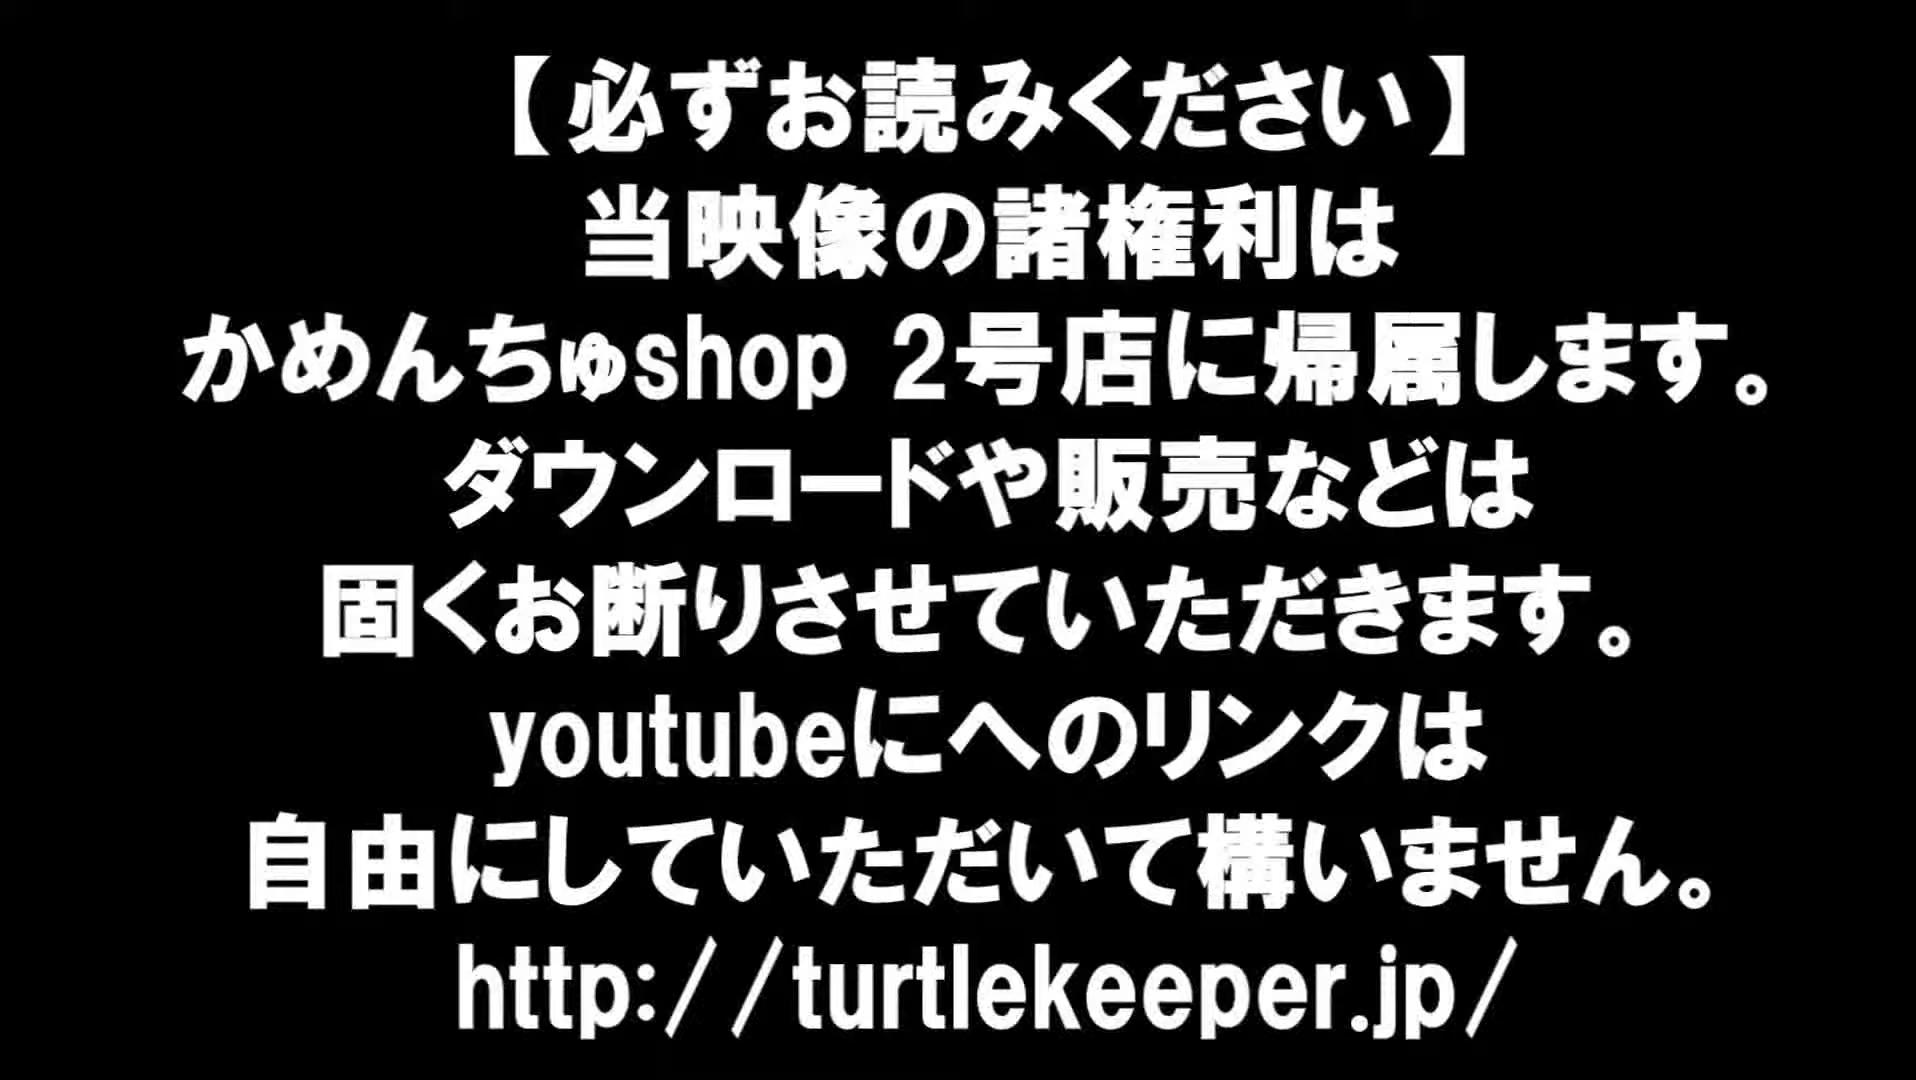 【必ずお読みください】
当映像の諸権利は
かめんちゅshop 2号店に帰属します。
ダウンロードや販売などは
固くお断りさせていただきます。
youtubeにへのリンクは
自由にしていただいて構いません。
http://turtlekeeper.jp/